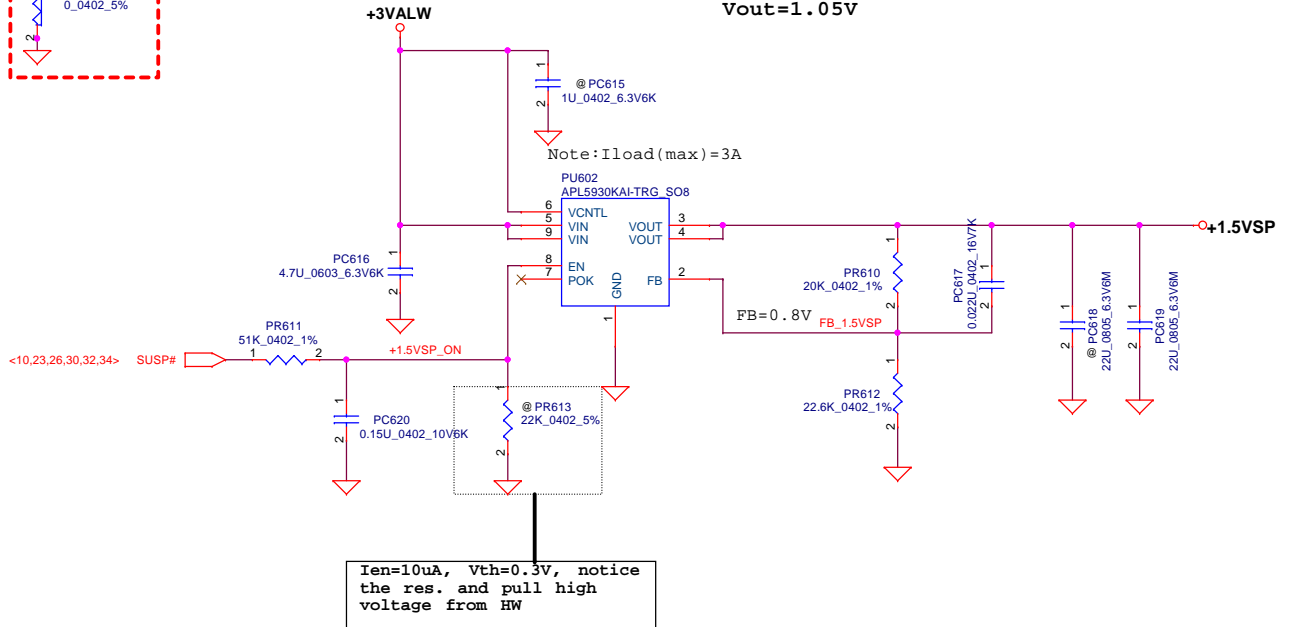 0_0402_5%
2
+3VALW
Vout=1.05V
1
@ PC615
1U_0402_6.3V6K
2
Note:Iload(max)=3A
PU602
APL5930KAI-TRG_SO8
6 VCNTL
5 VIN
9 VIN
VOUT 3
VOUT 4
8 EN
7 POK
GND
FB 2
1
+1.5VSP
1
PC616
4.7U_0603_6.3V6K
2
1
PR610
20K_0402_1%
2
PC617
0.022U_0402_16V7K
1
2
FB=0.8V
FB_1.5VSP
1
@ PC618
22U_0805_6.3V6M
2
1
PC619
22U_0805_6.3V6M
2
PR611
51K_0402_1%
<10,23,26,30,32,34> SUSP#
1 2
+1.5VSP_ON
1
PC620
0.15U_0402_10V6K
2
1
@ PR613
22K_0402_5%
2
1
PR612
22.6K_0402_1%
2
Ien=10uA, Vth=0.3V, notice
the res. and pull high
voltage from HW